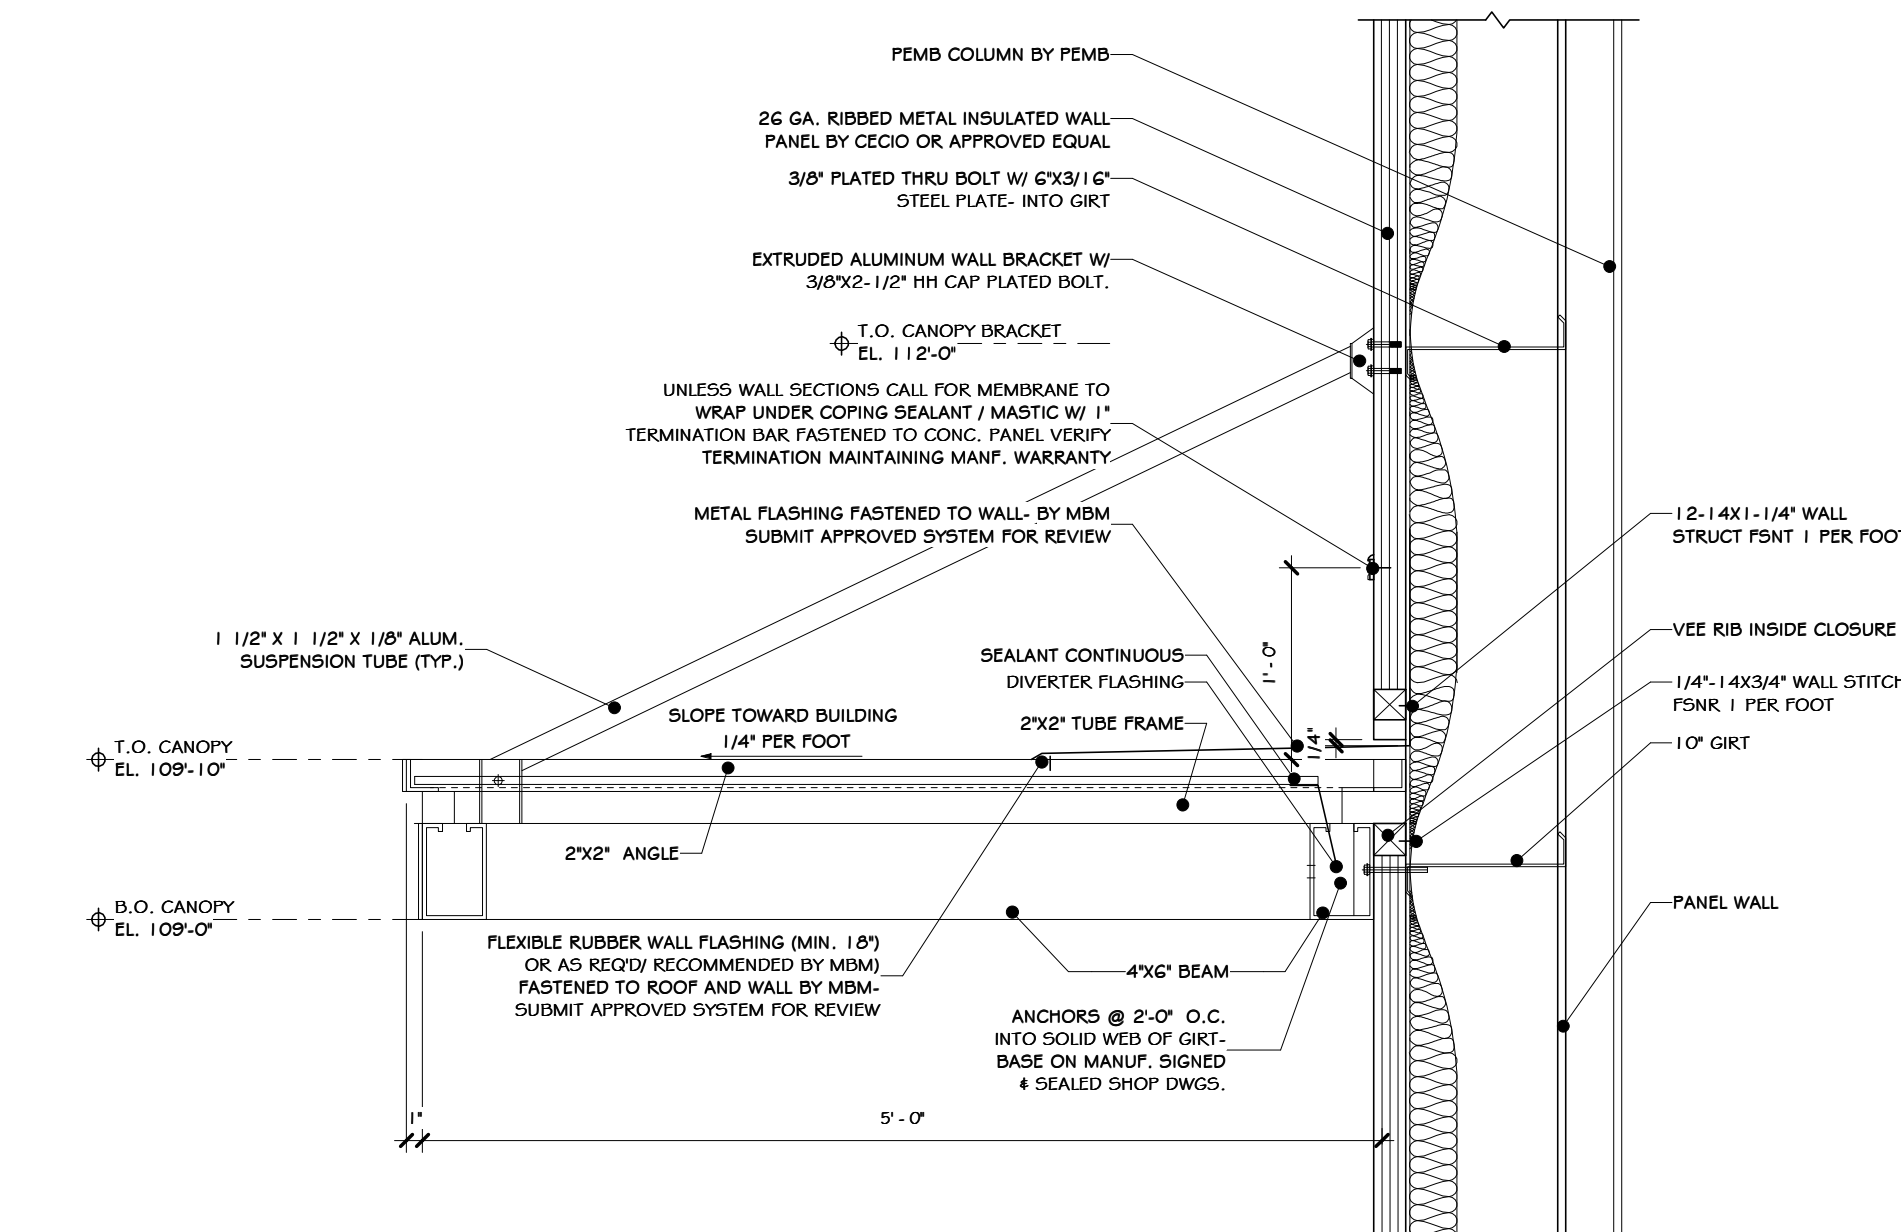 PEMB COLUMN BY PEMB
26 GA. RIBBED METAL INSULATED WALL
PANEL BY CECIO OR APPROVED EQUAL
3/8" PLATED THRU BOLT W/ 6"X3/16"
STEEL PLATE- INTO GIRT
EXTRUDED ALUMINUM WALL BRACKET W/
3/8"X2-1/2" HH CAP PLATED BOLT.
T.O. CANOPY BRACKET
EL. 112'-0"
UNLESS WALL SECTIONS CALL FOR MEMBRANE TO
WRAP UNDER COPING SEALANT / MASTIC W/ 1"
TERMINATION BAR FASTENED TO CONC. PANEL VERIFY
TERMINATION MAINTAINING MANF. WARRANTY
METAL FLASHING FASTENED TO WALL- BY MBM
SUBMIT APPROVED SYSTEM FOR REVIEW
12-14X1-1/4" WALL
STRUCT FSNT 1 PER FOOT
1 1/2" X 1 1/2" X 1/8" ALUM.
SUSPENSION TUBE (TYP.)
SEALANT CONTINUOUS
DIVERTER FLASHING
2"X2" TUBE FRAME
1'-0"
1/4"
VEE RIB INSIDE CLOSURE
1/4"-14X3/4" WALL STITCH
FSNR 1 PER FOOT
10" GIRT
SLOPE TOWARD BUILDING
1/4" PER FOOT
T.O. CANOPY
EL. 109'-10"
2"X2" ANGLE
B.O. CANOPY
EL. 109'-0"
PANEL WALL
FLEXIBLE RUBBER WALL FLASHING (MIN. 18")
OR AS REQ'D/ RECOMMENDED BY MBM)
FASTENED TO ROOF AND WALL BY MBM-
SUBMIT APPROVED SYSTEM FOR REVIEW
4"X6" BEAM
ANCHORS @ 2'-0" O.C.
INTO SOLID WEB OF GIRT-
BASE ON MANUF. SIGNED
& SEALED SHOP DWGS.
1"
5'-0"